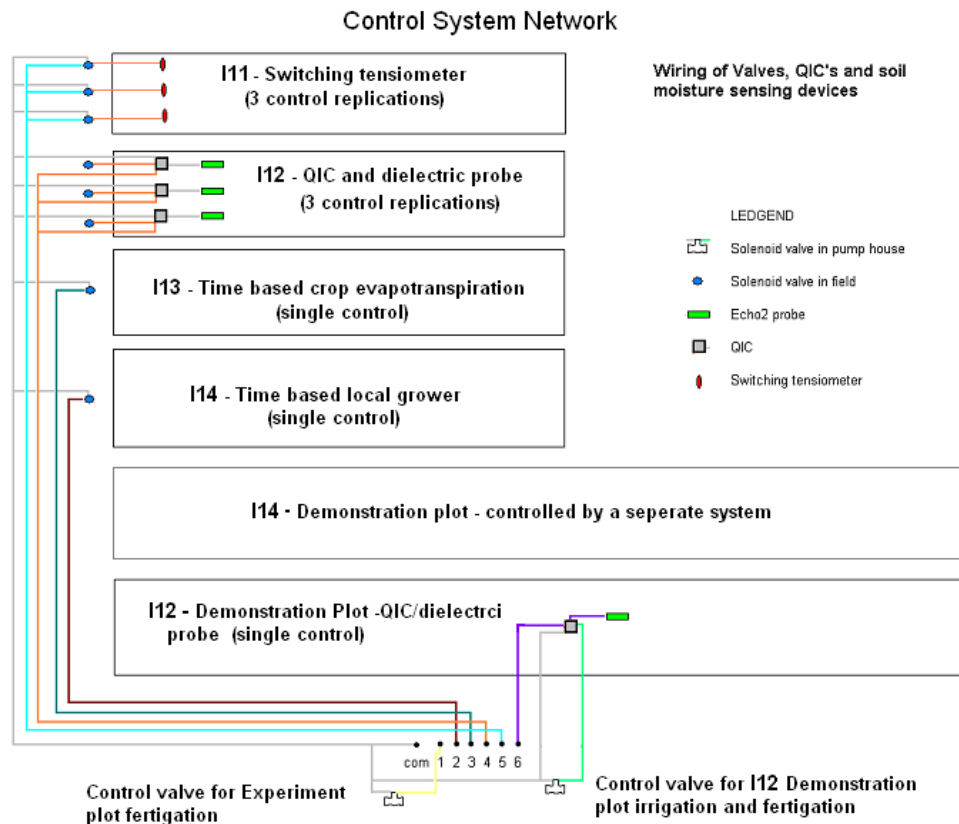 Control System Network
I11 - Switching tensiometer
(3 control replications)
Wiring of Valves, QIC's and soil
moisture sensing devices
I12 - QIC and dielectric probe
(3 control replications)
LEDGEND
Solenoid valve in pump house
Solenoid valve in field
Echo2 probe
QIC
Switching tensiometer
I13 - Time based crop evapotranspiration
(single control)
I14 - Time based local grower
(single control)
I14 - Demonstration plot - controlled by a seperate system
I12 - Demonstration Plot -QIC/dielectrci
probe (single control)
com 1 2 3 4 5 6
Control valve for Experiment
plot fertigation
Control valve for I12 Demonstration
plot irrigation and fertigation